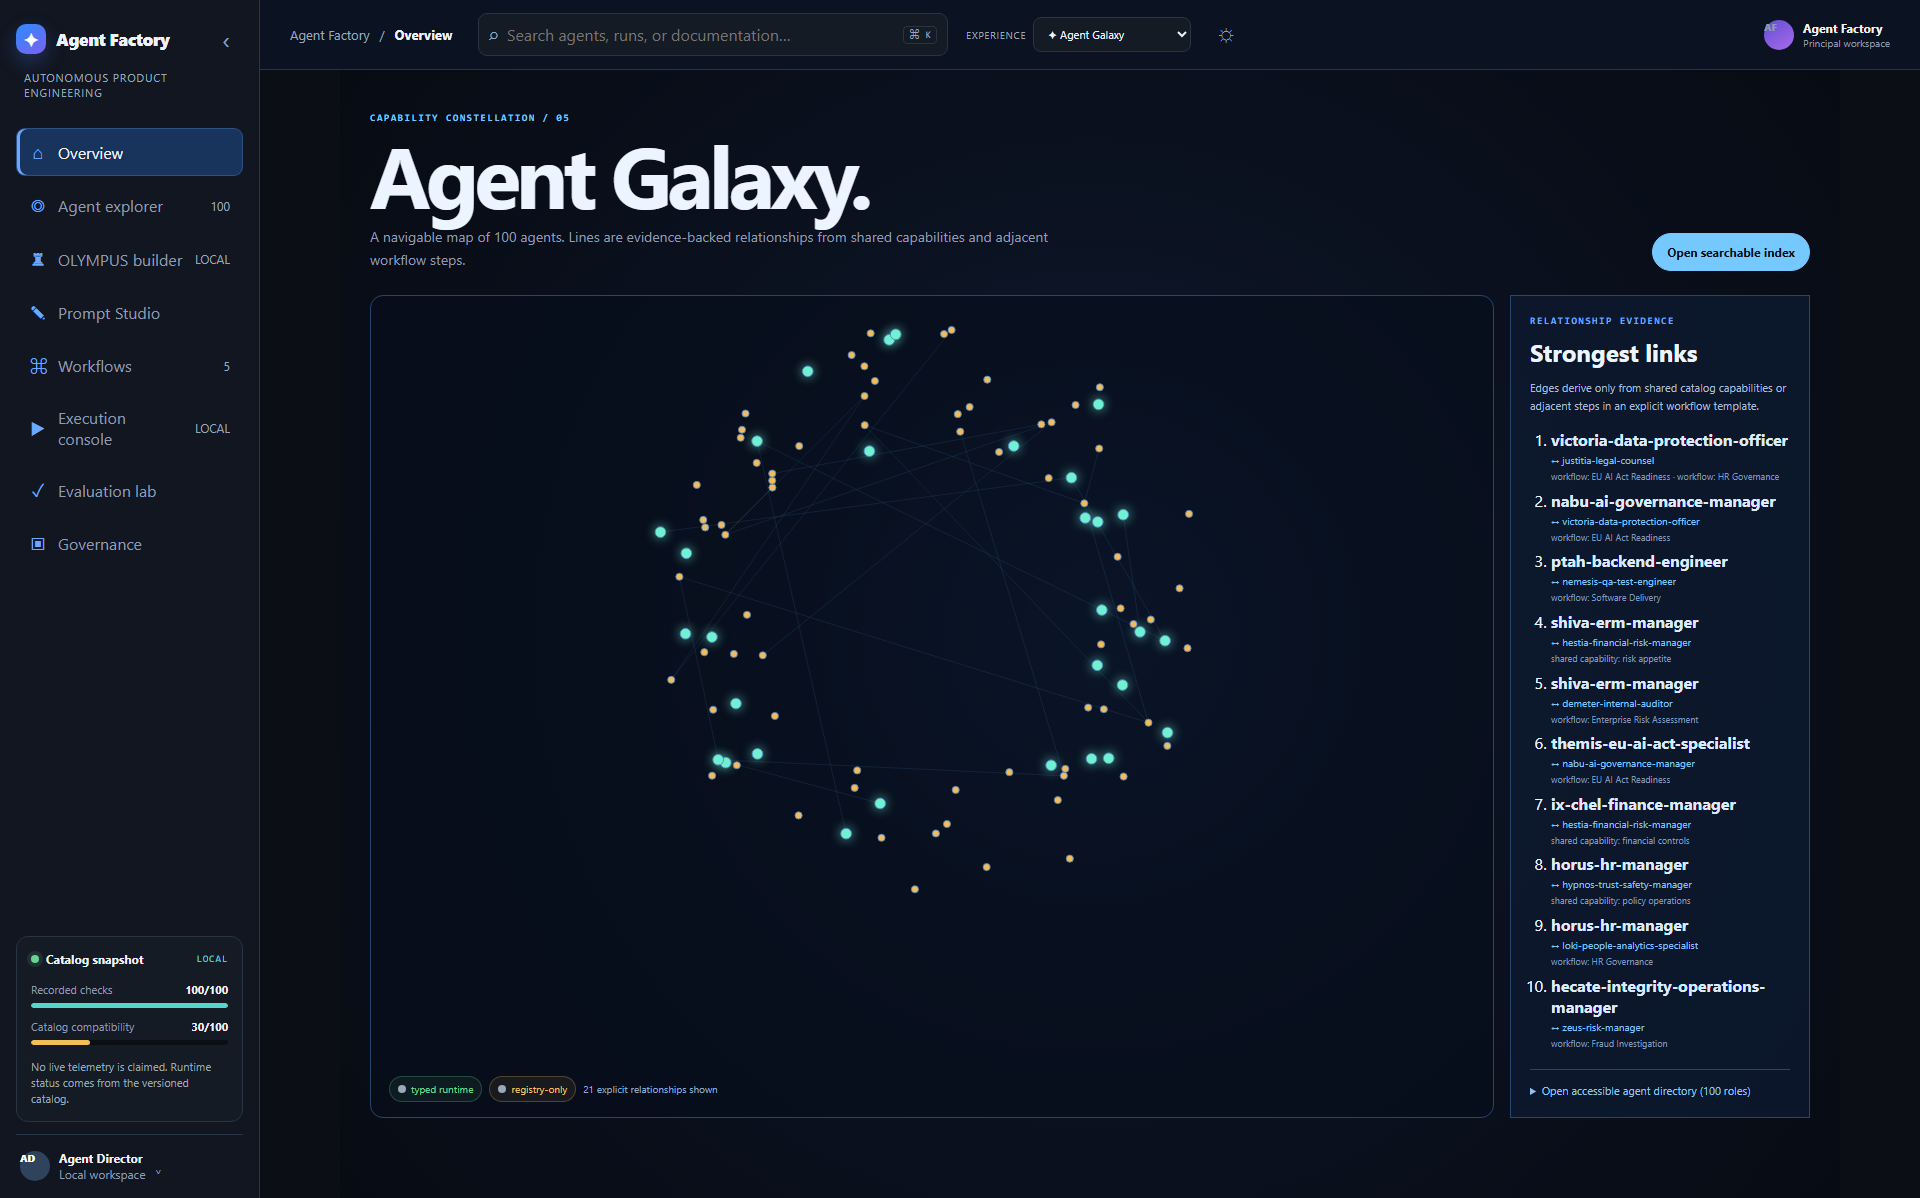 Agent Factory
AUTONOMOUS PRODUCT
ENGINEERING
Overview
Agent explorer 100
OLYMPUS builder LOCAL
Prompt Studio
Workflows 5
Execution
console LOCAL
Evaluation lab
Governance
Catalog snapshot LOCAL
Recorded checks 100/100
Catalog compatibility 30/100
No live telemetry is claimed. Runtime
status comes from the versioned
catalog.
AD
Agent Director
Local workspace
Agent Factory / Overview
Search agents, runs, or documentation... ⌘ K
EXPERIENCE
✦ Agent Galaxy
AF
Agent Factory
Principal workspace
CAPABILITY CONSTELLATION / 05
Agent Galaxy.
A navigable map of 100 agents. Lines are evidence-backed relationships from shared capabilities and adjacent
workflow steps.
Open searchable index
typed runtime
registry-only
21 explicit relationships shown
RELATIONSHIP EVIDENCE
Strongest links
Edges derive only from shared catalog capabilities or
adjacent steps in an explicit workflow template.
1. victoria-data-protection-officer
↔ justitia-legal-counsel
workflow: EU AI Act Readiness · workflow: HR Governance
2. nabu-ai-governance-manager
↔ victoria-data-protection-officer
workflow: EU AI Act Readiness
3. ptah-backend-engineer
↔ nemesis-qa-test-engineer
workflow: Software Delivery
4. shiva-erm-manager
↔ hestia-financial-risk-manager
shared capability: risk appetite
5. shiva-erm-manager
↔ demeter-internal-auditor
workflow: Enterprise Risk Assessment
6. themis-eu-ai-act-specialist
↔ nabu-ai-governance-manager
workflow: EU AI Act Readiness
7. ix-chel-finance-manager
↔ hestia-financial-risk-manager
shared capability: financial controls
8. horus-hr-manager
↔ hypnos-trust-safety-manager
shared capability: policy operations
9. horus-hr-manager
↔ loki-people-analytics-specialist
workflow: HR Governance
10. hecate-integrity-operations-
manager
↔ zeus-risk-manager
workflow: Fraud Investigation
▶ Open accessible agent directory (100 roles)